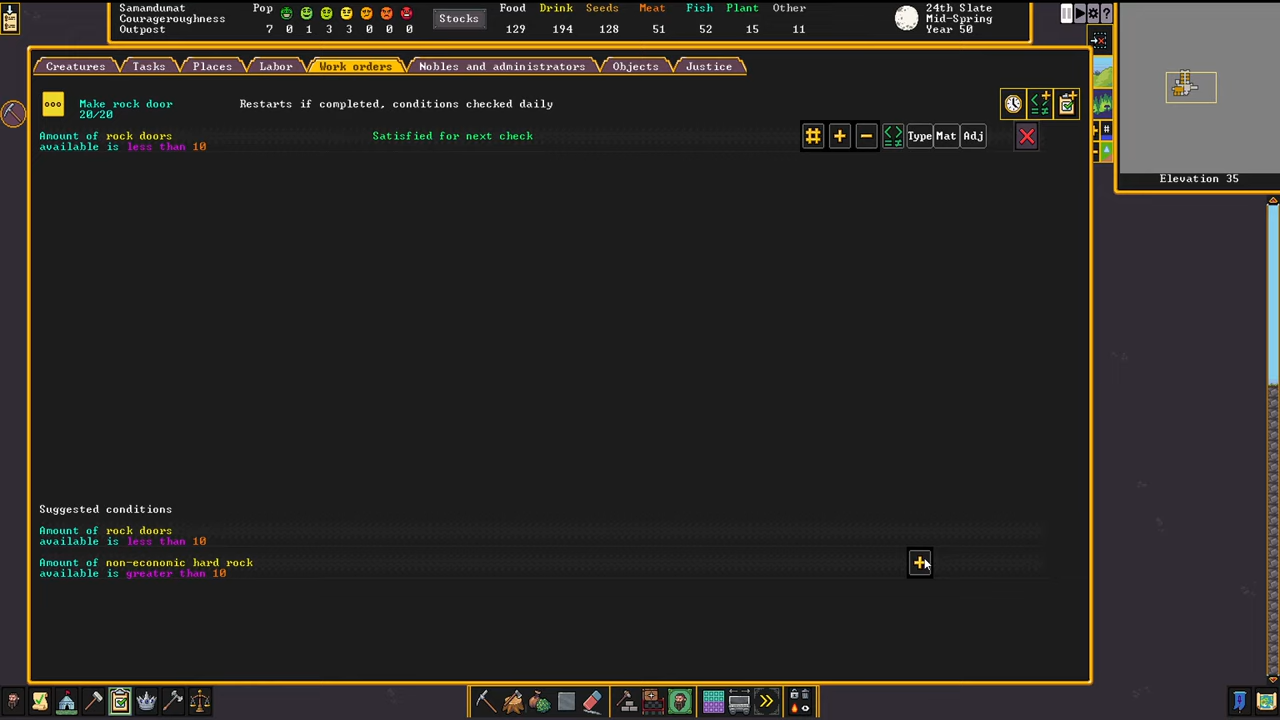 Samandumat
Courageroughness
Outpost
Pop
7 0 1 3 3 0 0 0
Stocks
Food Drink Seeds Meat Fish Plant Other
129 194 128 51 52 15 11
24th Slate
Mid-Spring
Year 50
?
Creatures Tasks Places Labor Work orders Nobles and administrators Objects Justice
Make rock door
20/20
Restarts if completed, conditions checked daily
Amount of rock doors
available is less than 10
Satisfied for next check
Type Mat Adj
Elevation 35
Suggested conditions
Amount of rock doors
available is less than 10
Amount of non-economic hard rock
available is greater than 10